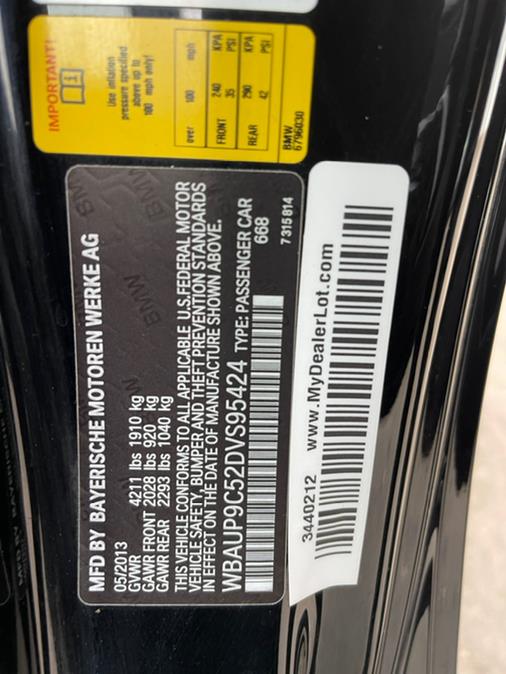 IMPORTANT!
Use inflation
pressure specified
above up to
100 mph only!
over 100 mph
KPA KPA
PSI PSI
FRONT 240 35
REAR 290 42
BMW
6796030
MFD BY BAYERISCHE MOTOREN WERKE AG
05/2013
GVWR 4211 lbs 1910 kg
GAWR FRONT 2028 lbs 920 kg
GAWR REAR 2293 lbs 1040 kg
THIS VEHICLE CONFORMS TO ALL APPLICABLE U.S.FEDERAL MOTOR
VEHICLE SAFETY, BUMPER AND THEFT PREVENTION STANDARDS
IN EFFECT ON THE DATE OF MANUFACTURE SHOWN ABOVE.
WBAUP9C52DVS95424 TYPE: PASSENGER CAR
668
7 315 814
3440212 www.MyDealerLot.com